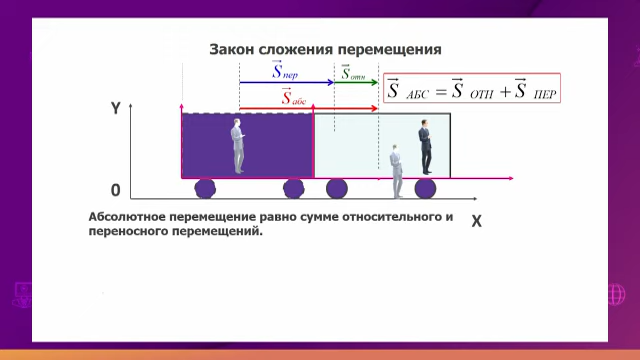 Закон сложения перемещения
S пер
S отн
S абс
S АБС = S ОТН + S ПЕР
Y
0
X
Абсолютное перемещение равно сумме относительного и
переносного перемещений.